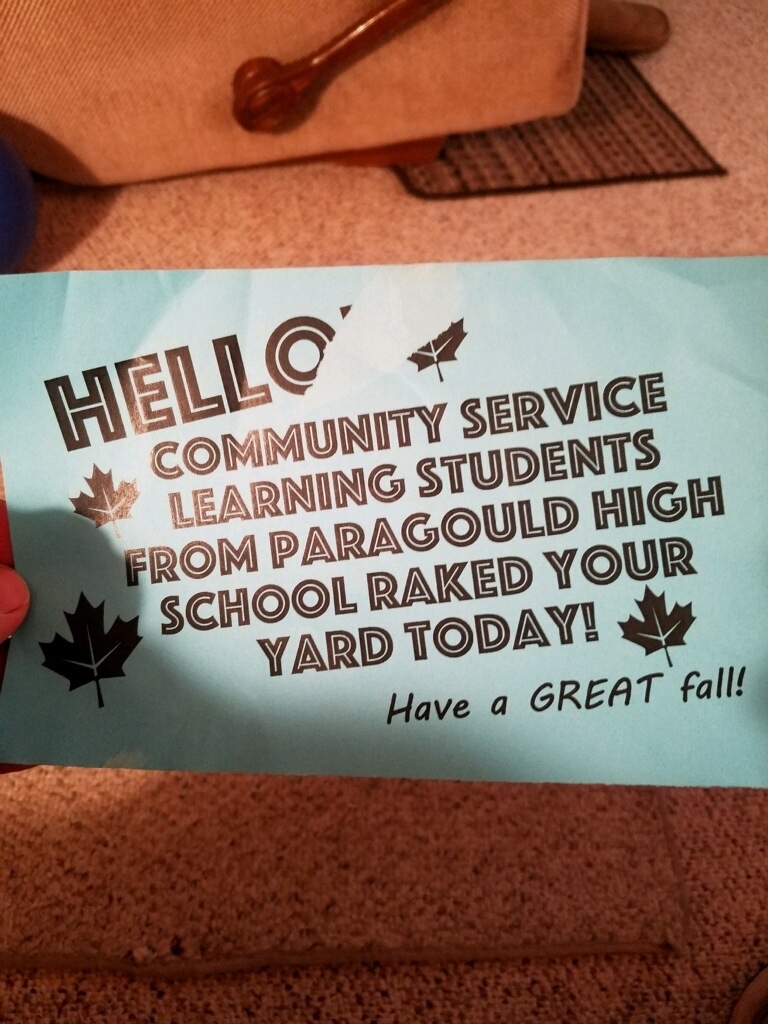 HELLO
COMMUNITY SERVICE
LEARNING STUDENTS
FROM PARAGOULD HIGH
SCHOOL RAKED YOUR
YARD TODAY!
Have a GREAT fall!